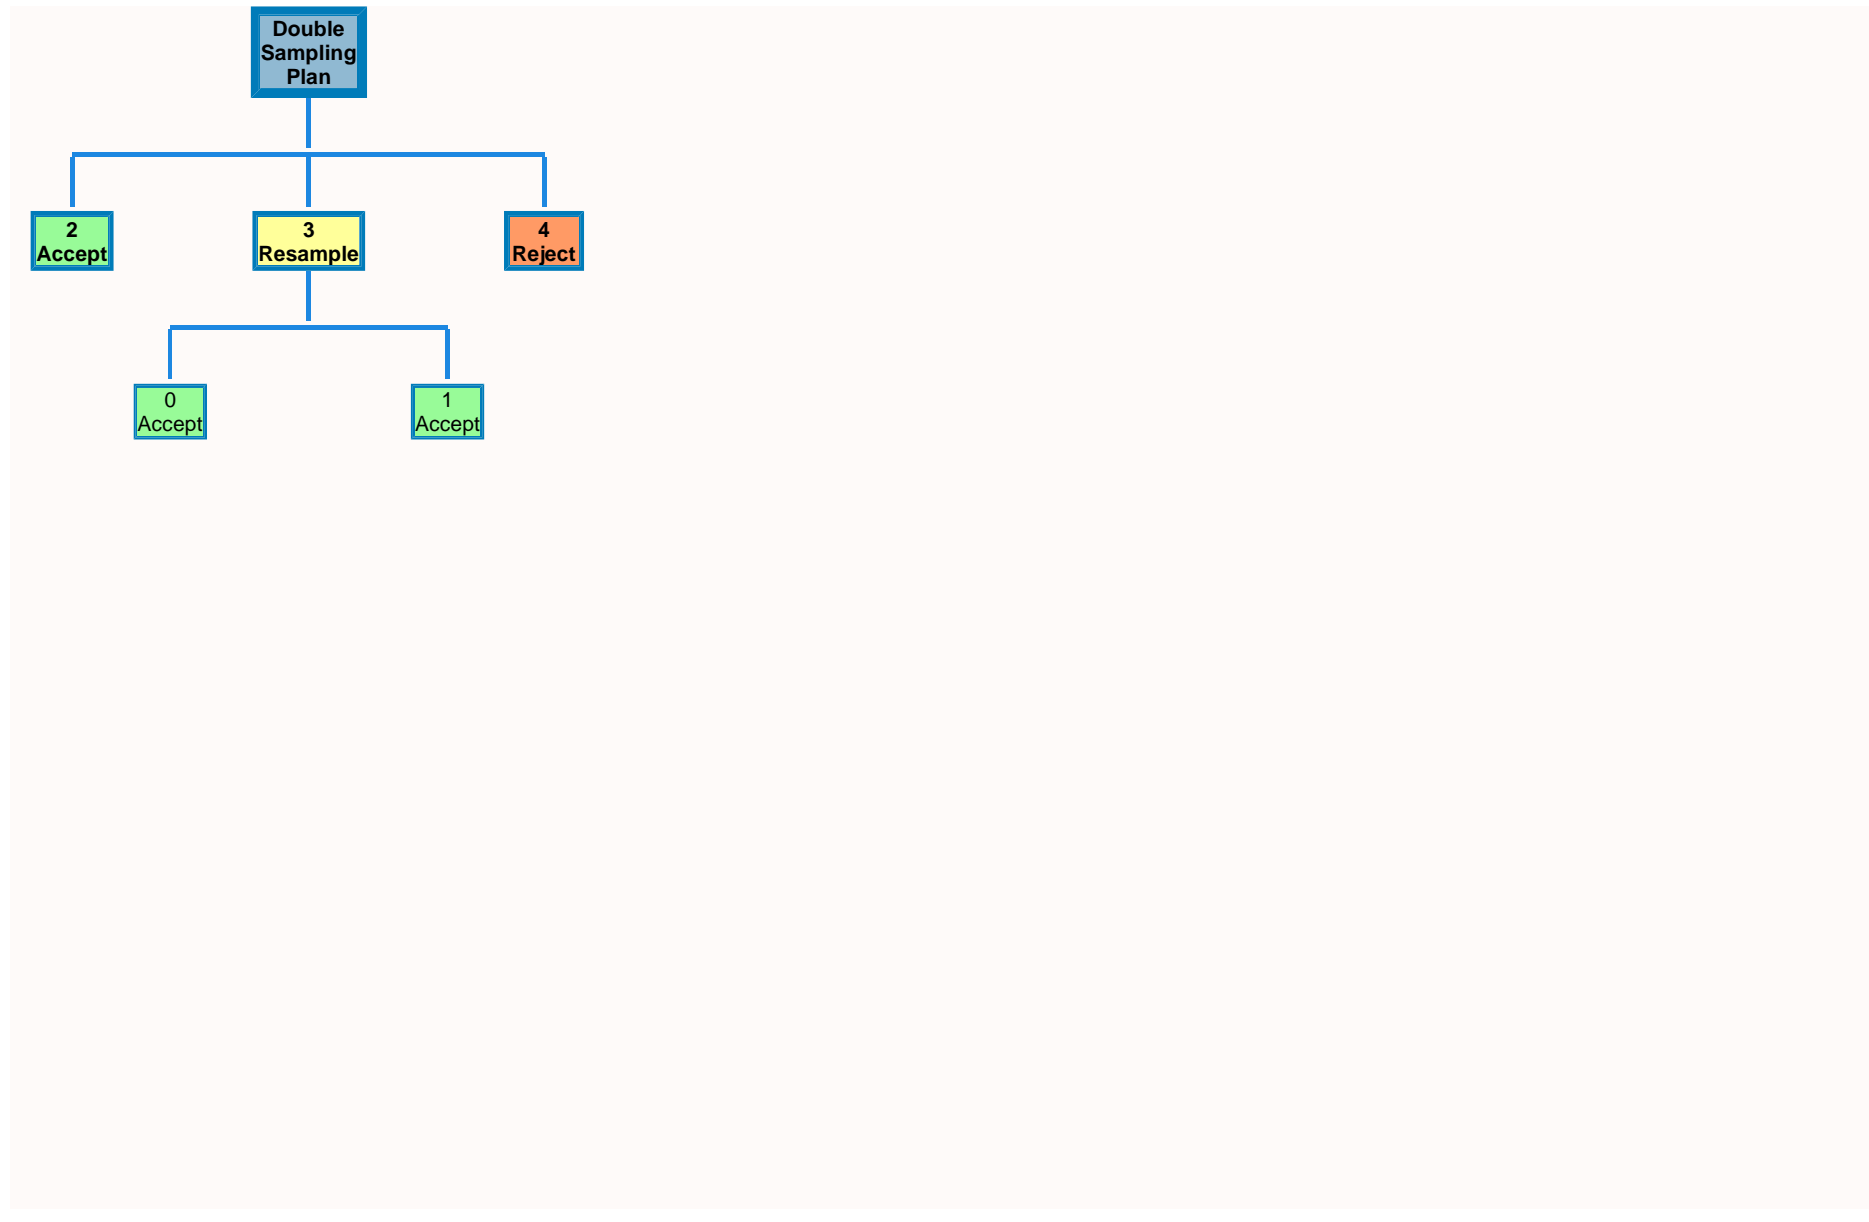 Double
Sampling
Plan
2
Accept
3
Resample
4
Reject
0
Accept
1
Accept